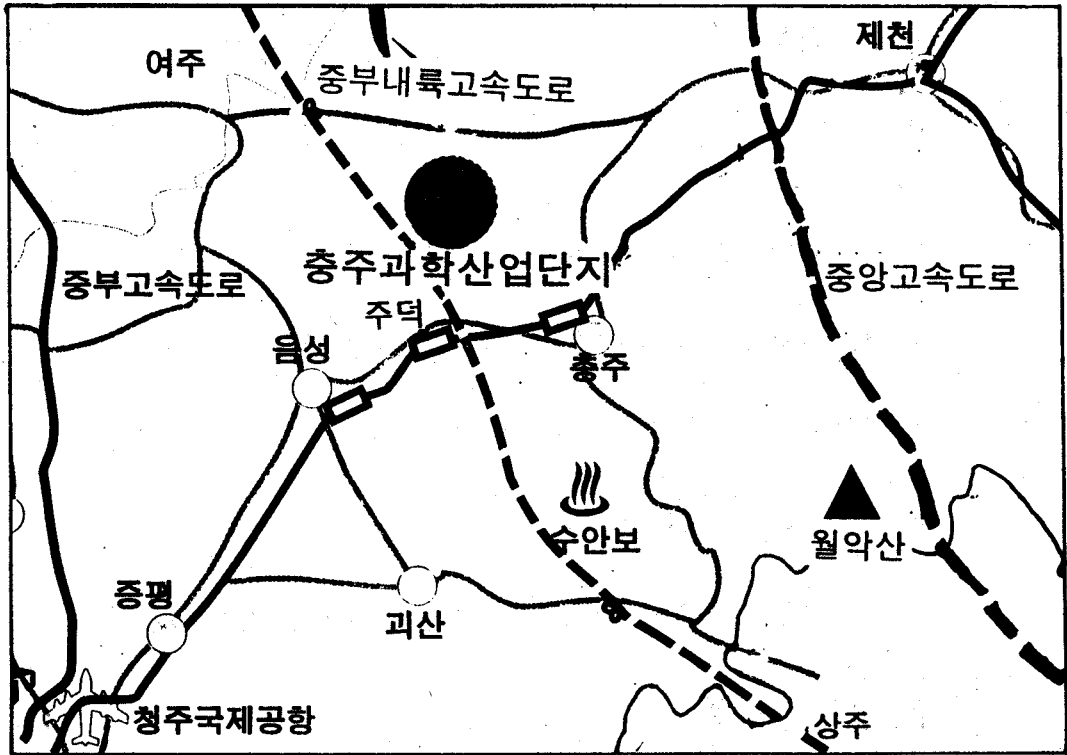 제천
여주
중부내륙고속도로
충주과학산업단지
중부고속도로
중앙고속도로
주덕
음성
충주
수안보
월악산
증평
괴산
청주국제공항
상주